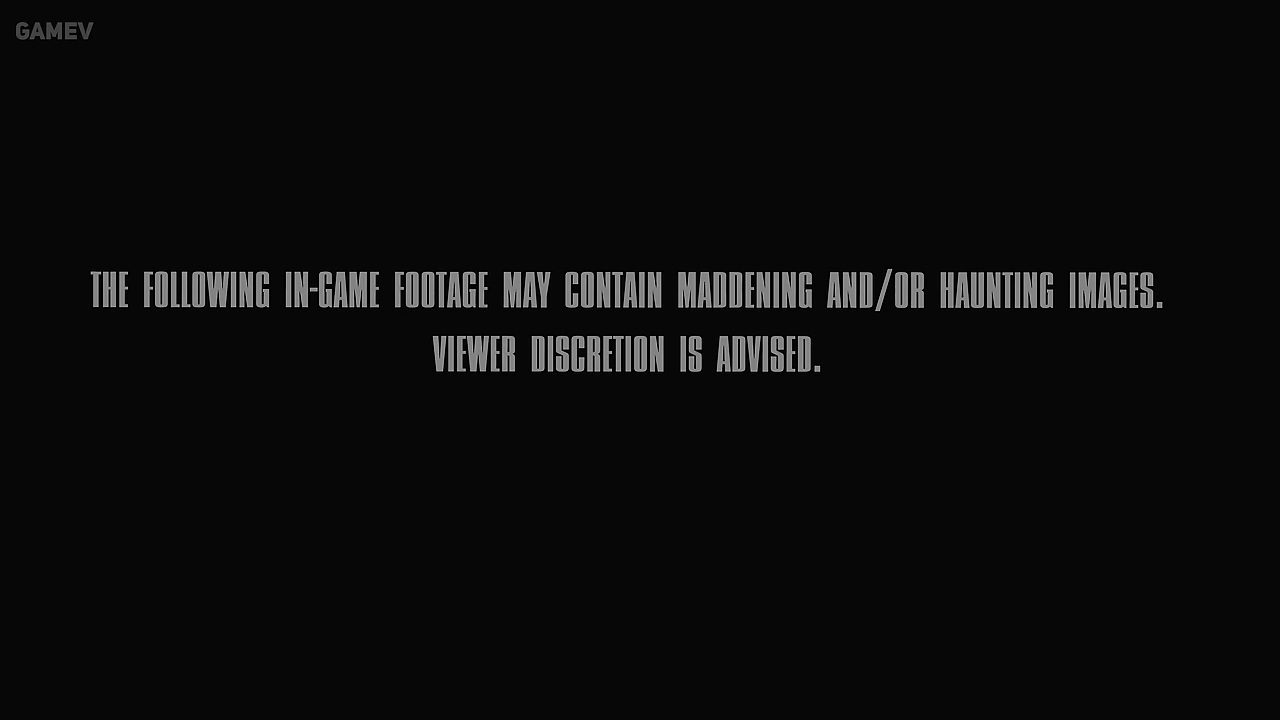 GAMEV
THE FOLLOWING IN-GAME FOOTAGE MAY CONTAIN MADDENING AND/OR HAUNTING IMAGES.
VIEWER DISCRETION IS ADVISED.